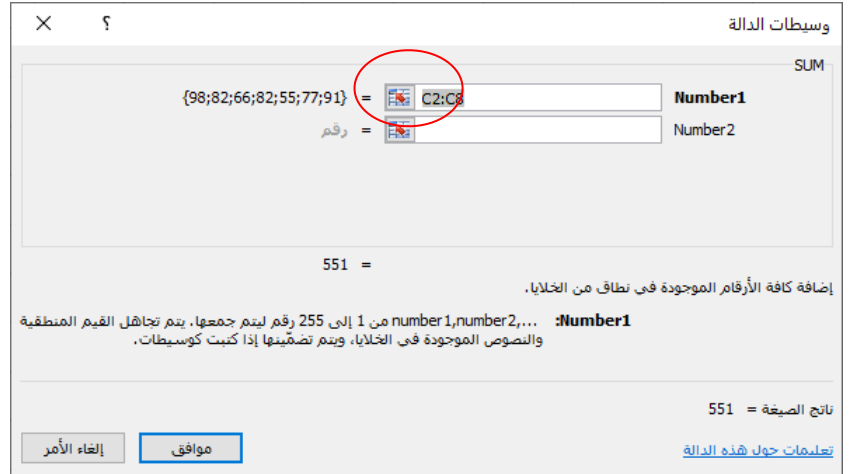 وسيطات الدالة ؟
SUM
Number1 C2:C8 = {98;82;66;82;55;77;91}
Number2 = رقم
= 551
إضافة كافة الأرقام الموجودة في نطاق من الخلايا.
Number1: number1,number2,... من 1 إلى 255 رقم ليتم جمعها. يتم تجاهل القيم المنطقية
والنصوص الموجودة في الخلايا، ويتم تضمّينها إذا كتبت كوسيطات.
ناتج الصيغة = 551
تعليمات حول هذه الدالة موافق إلغاء الأمر